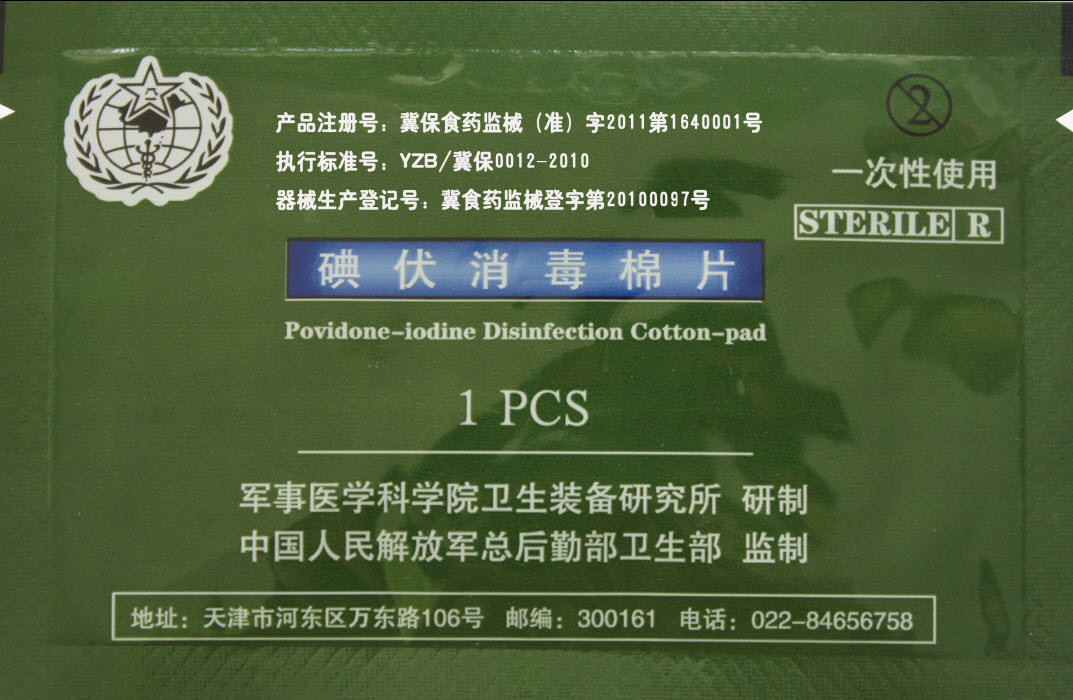 产品注册号：冀保食药监械（准）字2011第1640001号
执行标准号：YZB/冀保0012-2010
器械生产登记号：冀食药监械登字第20100097号
2
一次性使用
STERILE R
碘伏消毒棉片
Povidone-iodine Disinfection Cotton-pad
1 PCS
军事医学科学院卫生装备研究所 研制
中国人民解放军总后勤部卫生部 监制
地址：天津市河东区万东路106号 邮编：300161 电话：022-84656758